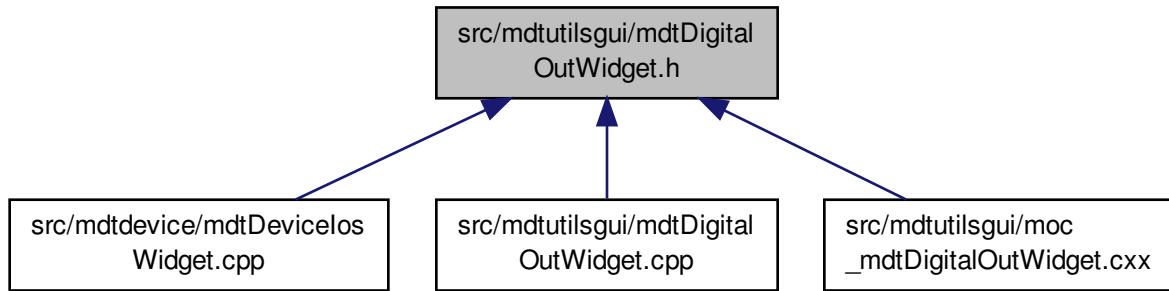 src/mdtutilsgui/mdtDigital
OutWidget.h
src/mdtdevice/mdtDeviceIos
Widget.cpp
src/mdtutilsgui/mdtDigital
OutWidget.cpp
src/mdtutilsgui/moc
_mdtDigitalOutWidget.cxx